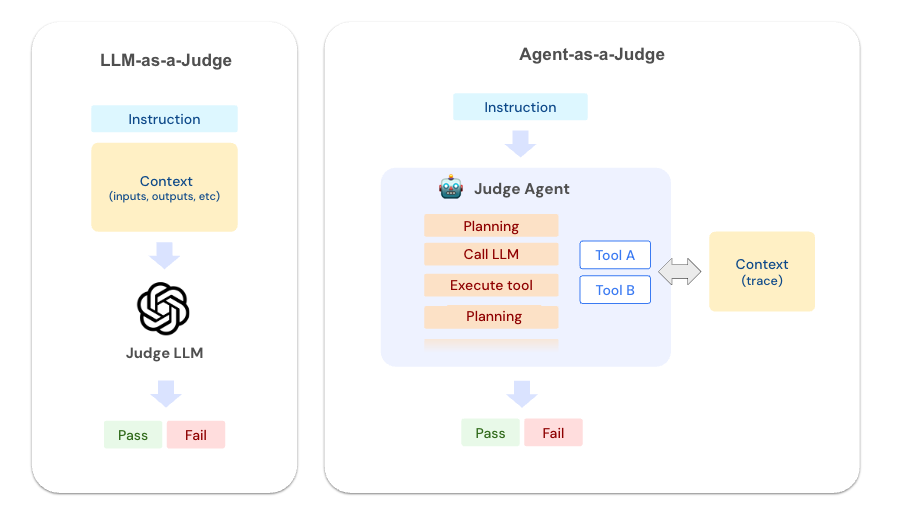 LLM-as-a-Judge
Instruction
Context
(inputs, outputs, etc)
Judge LLM
Pass
Fail
Agent-as-a-Judge
Instruction
Judge Agent
Planning
Call LLM
Execute tool
Planning
Tool A
Tool B
Context
(trace)
Pass
Fail